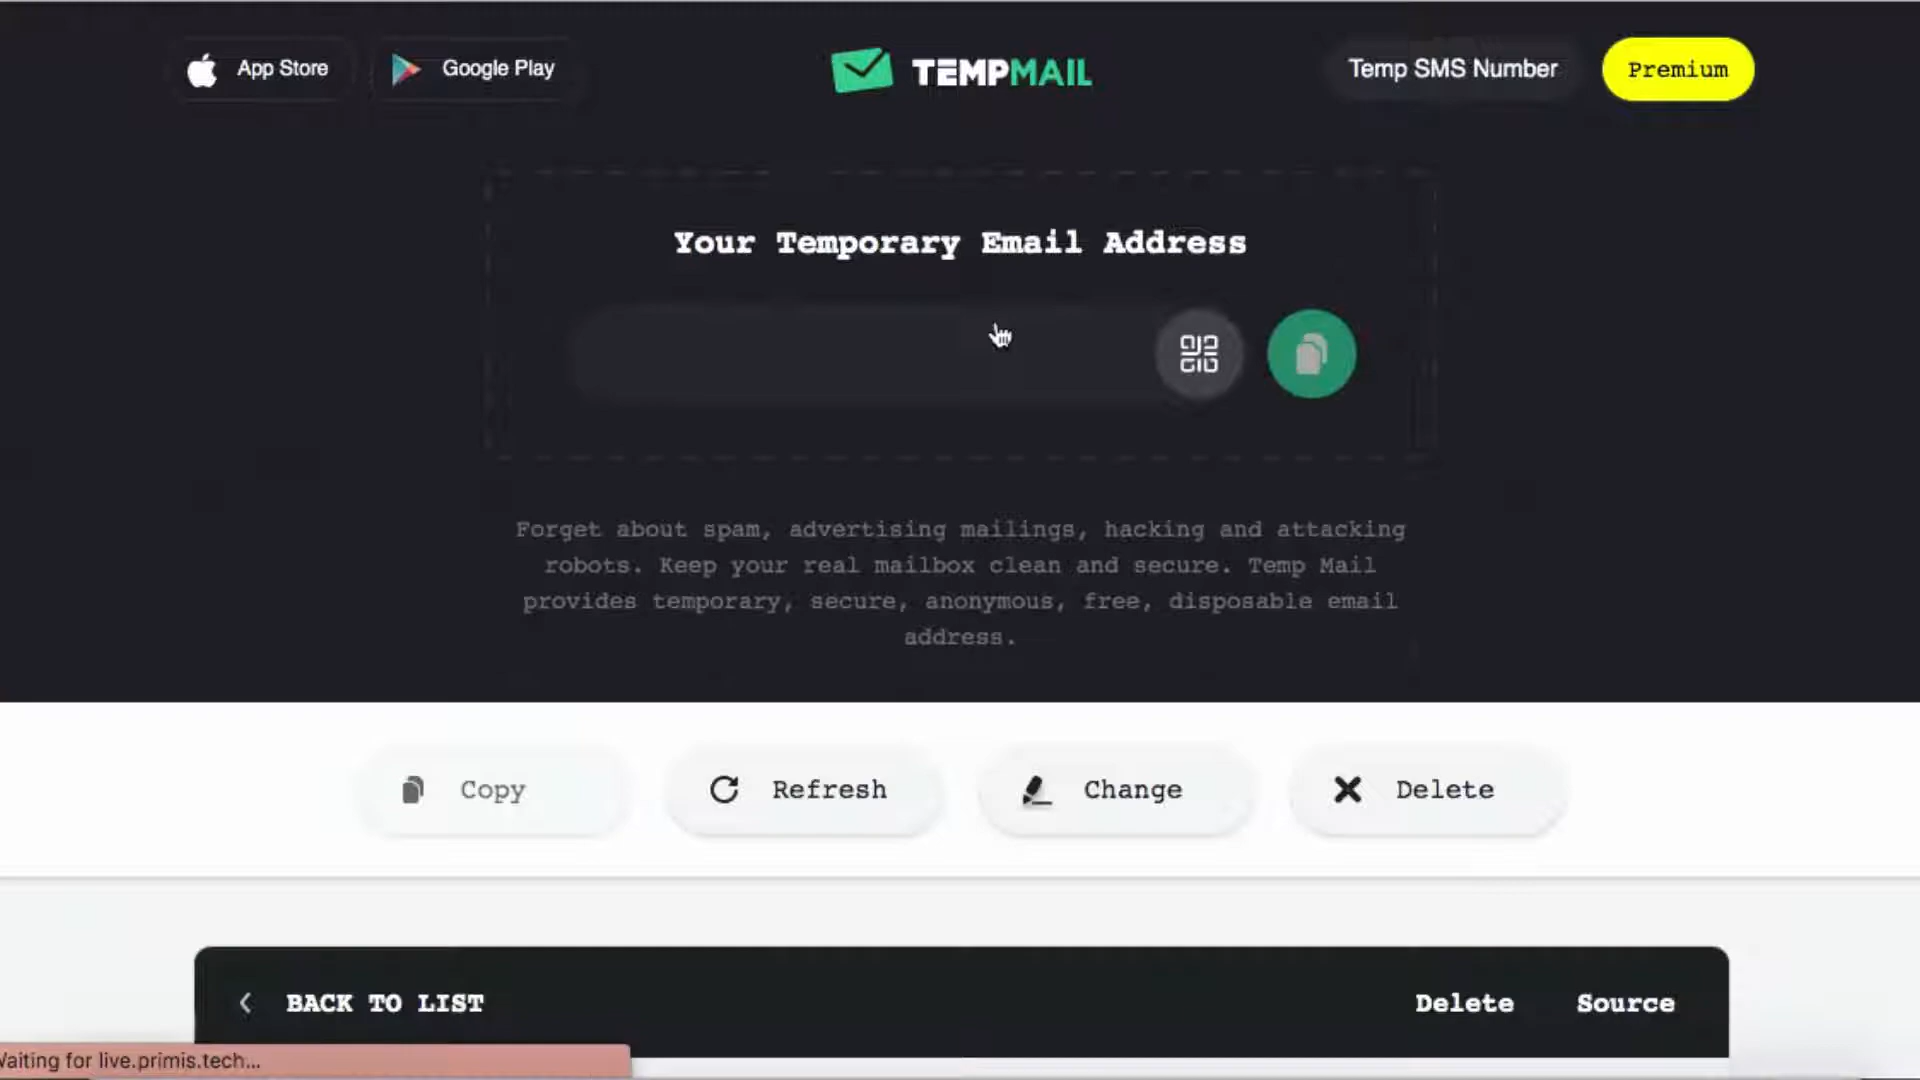 App Store
Google Play
TEMPMAIL
Temp SMS Number
Premium
Your Temporary Email Address
Forget about spam, advertising mailings, hacking and attacking
robots. Keep your real mailbox clean and secure. Temp Mail
provides temporary, secure, anonymous, free, disposable email
address.
Copy
Refresh
Change
Delete
BACK TO LIST
Delete
Source
Waiting for live.primis.tech...